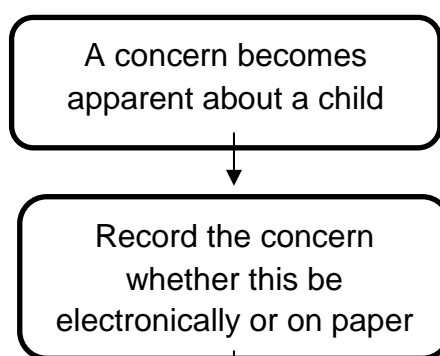 A concern becomes
apparent about a child
Record the concern
whether this be
electronically or on paper